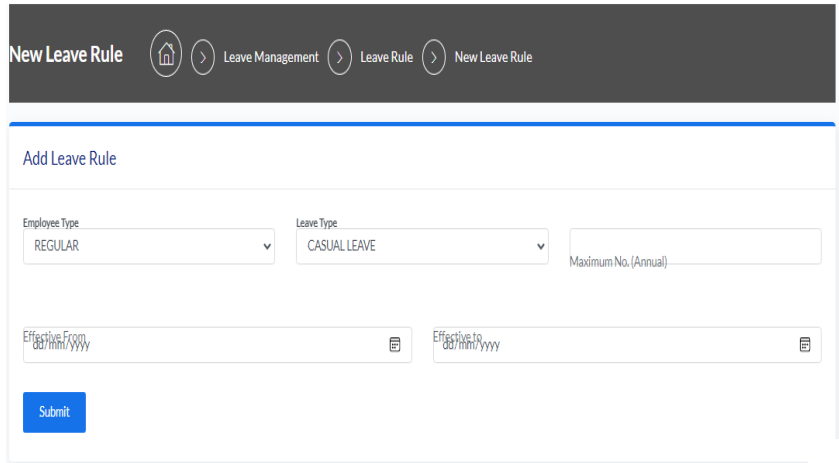 New Leave Rule
Leave Management
Leave Rule
New Leave Rule
Add Leave Rule
Employee Type
Leave Type
REGULAR
CASUAL LEAVE
Maximum No. (Annual)
Effective From
Effective to
dd/mm/yyyy
dd/mm/yyyy
Submit